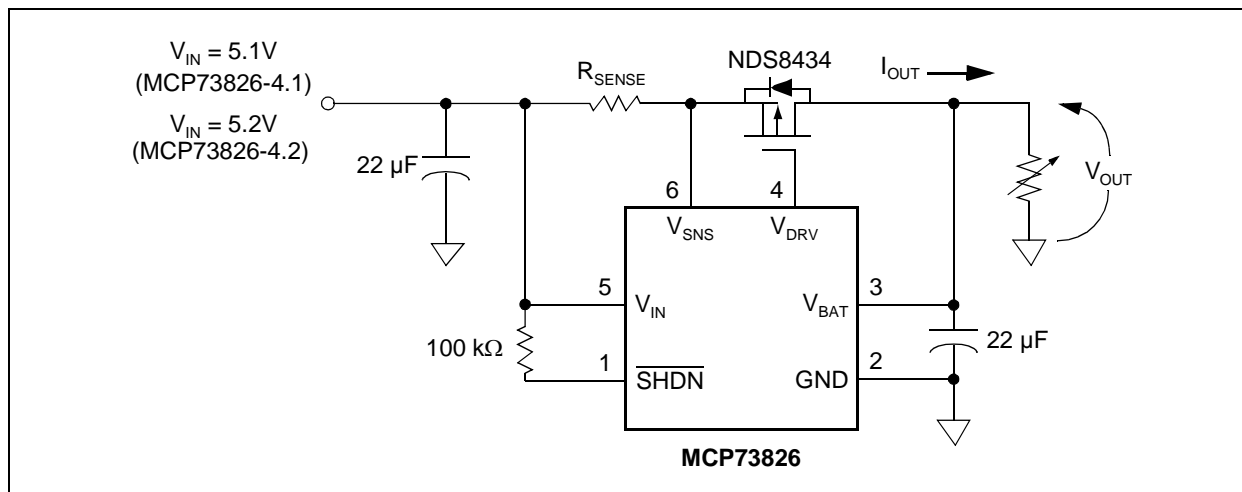 V_IN = 5.1V
(MCP73826-4.1)
V_IN = 5.2V
(MCP73826-4.2)
R_SENSE
NDS8434
I_OUT
22 µF
6
4
V_OUT
V_SNS
V_DRV
5
V_IN
V_BAT
3
100 kΩ
22 µF
1
SHDN
GND
2
MCP73826